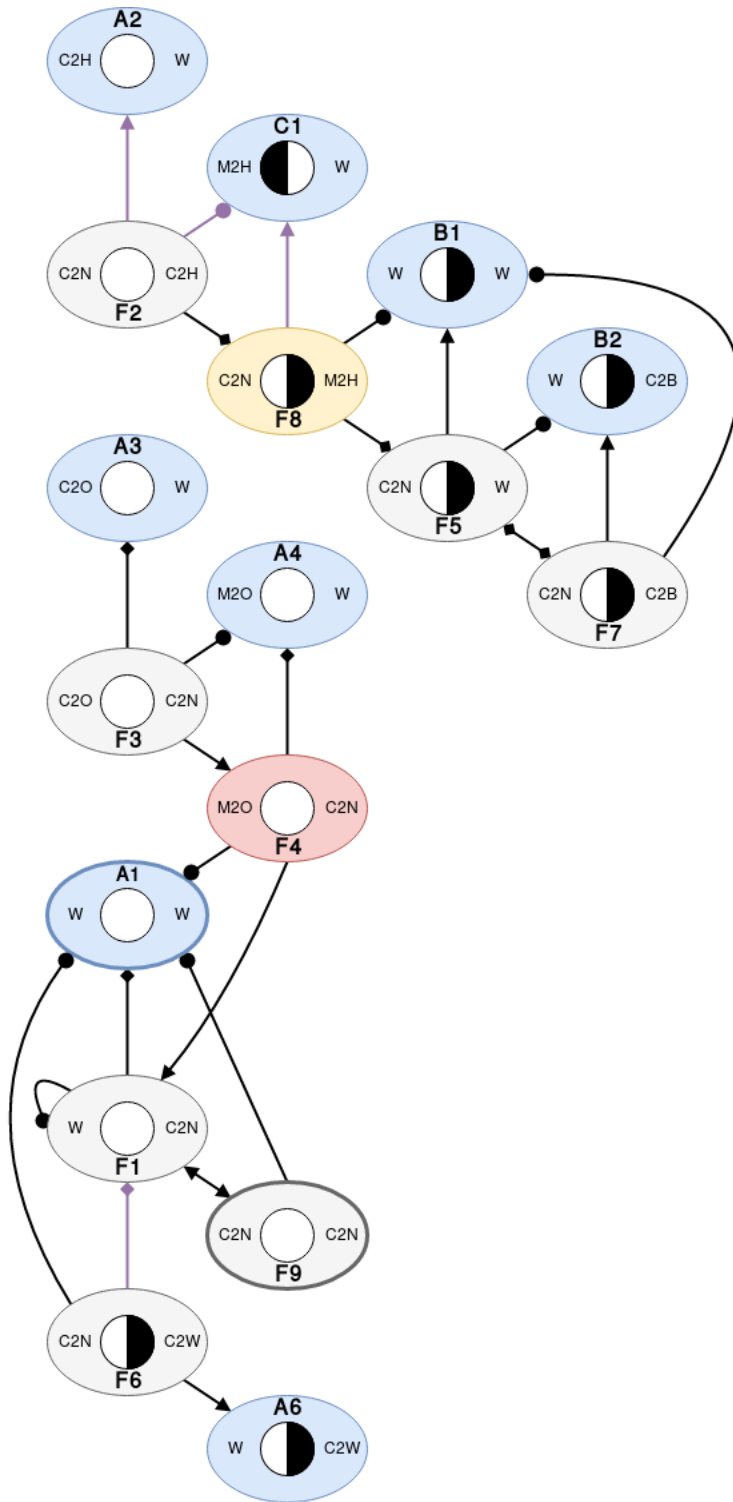 A2
C2H W
C1
M2H W
B1
W W
C2N C2H
F2
B2
W C2B
C2N M2H
F8
A3
C2O W
C2N W
F5
A4
M2O W
C2N C2B
F7
C2O C2N
F3
M2O C2N
F4
A1
W W
W C2N
F1
C2N C2N
F9
C2N C2W
F6
A6
W C2W